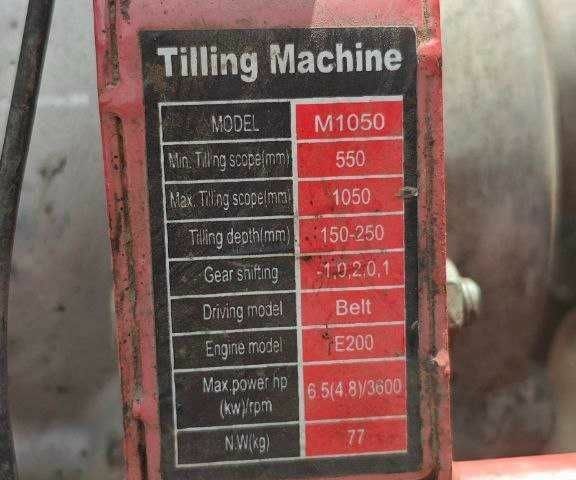 Tilling Machine
MODEL M1050
Min. Tilling scope(mm) 550
Max. Tilling scope(mm) 1050
Tilling depth(mm) 150-250
Gear shifting -1,0,2,0,1
Driving model Belt
Engine model E200
Max.power hp
(kw)/rpm 6.5(4.8)/3600
N.W(kg) 77